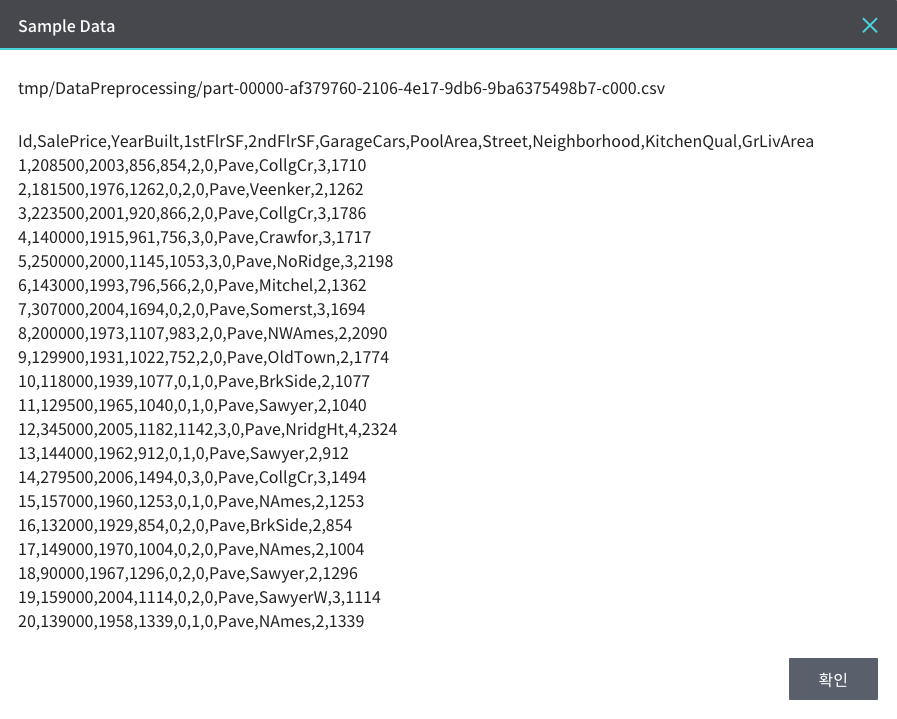 Sample Data
tmp/DataPreprocessing/part-00000-af379760-2106-4e17-9db6-9ba6375498b7-c000.csv
Id,SalePrice,YearBuilt,1stFlrSF,2ndFlrSF,GarageCars,PoolArea,Street,Neighborhood,KitchenQual,GrLivArea
1,208500,2003,856,854,2,0,Pave,CollgCr,3,1710
2,181500,1976,1262,0,2,0,Pave,Veenker,2,1262
3,223500,2001,920,866,2,0,Pave,CollgCr,3,1786
4,140000,1915,961,756,3,0,Pave,Crawfor,3,1717
5,250000,2000,1145,1053,3,0,Pave,NoRidge,3,2198
6,143000,1993,796,566,2,0,Pave,Mitchel,2,1362
7,307000,2004,1694,0,2,0,Pave,Somerst,3,1694
8,200000,1973,1107,983,2,0,Pave,NWAmes,2,2090
9,129900,1931,1022,752,2,0,Pave,OldTown,2,1774
10,118000,1939,1077,0,1,0,Pave,BrkSide,2,1077
11,129500,1965,1040,0,1,0,Pave,Sawyer,2,1040
12,345000,2005,1182,1142,3,0,Pave,NridgHt,4,2324
13,144000,1962,912,0,1,0,Pave,Sawyer,2,912
14,279500,2006,1494,0,3,0,Pave,CollgCr,3,1494
15,157000,1960,1253,0,1,0,Pave,NAmes,2,1253
16,132000,1929,854,0,2,0,Pave,BrkSide,2,854
17,149000,1970,1004,0,2,0,Pave,NAmes,2,1004
18,90000,1967,1296,0,2,0,Pave,Sawyer,2,1296
19,159000,2004,1114,0,2,0,Pave,SawyerW,3,1114
20,139000,1958,1339,0,1,0,Pave,NAmes,2,1339
확인